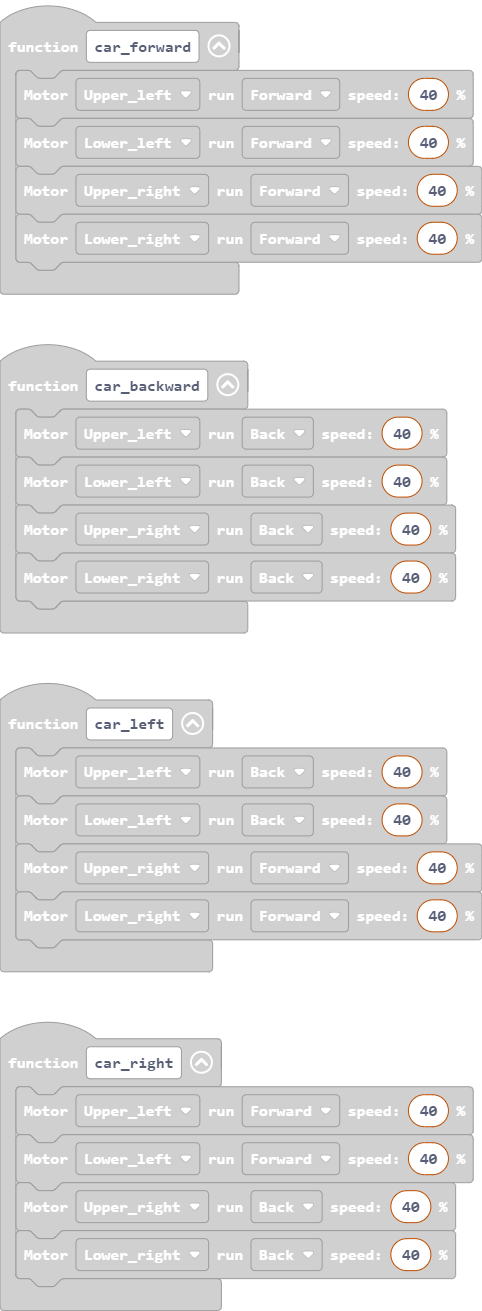 function car_forward
Motor Upper_left run Forward speed: 40 %
Motor Lower_left run Forward speed: 40 %
Motor Upper_right run Forward speed: 40 %
Motor Lower_right run Forward speed: 40 %
function car_backward
Motor Upper_left run Back speed: 40 %
Motor Lower_left run Back speed: 40 %
Motor Upper_right run Back speed: 40 %
Motor Lower_right run Back speed: 40 %
function car_left
Motor Upper_left run Back speed: 40 %
Motor Lower_left run Back speed: 40 %
Motor Upper_right run Forward speed: 40 %
Motor Lower_right run Forward speed: 40 %
function car_right
Motor Upper_left run Forward speed: 40 %
Motor Lower_left run Forward speed: 40 %
Motor Upper_right run Back speed: 40 %
Motor Lower_right run Back speed: 40 %